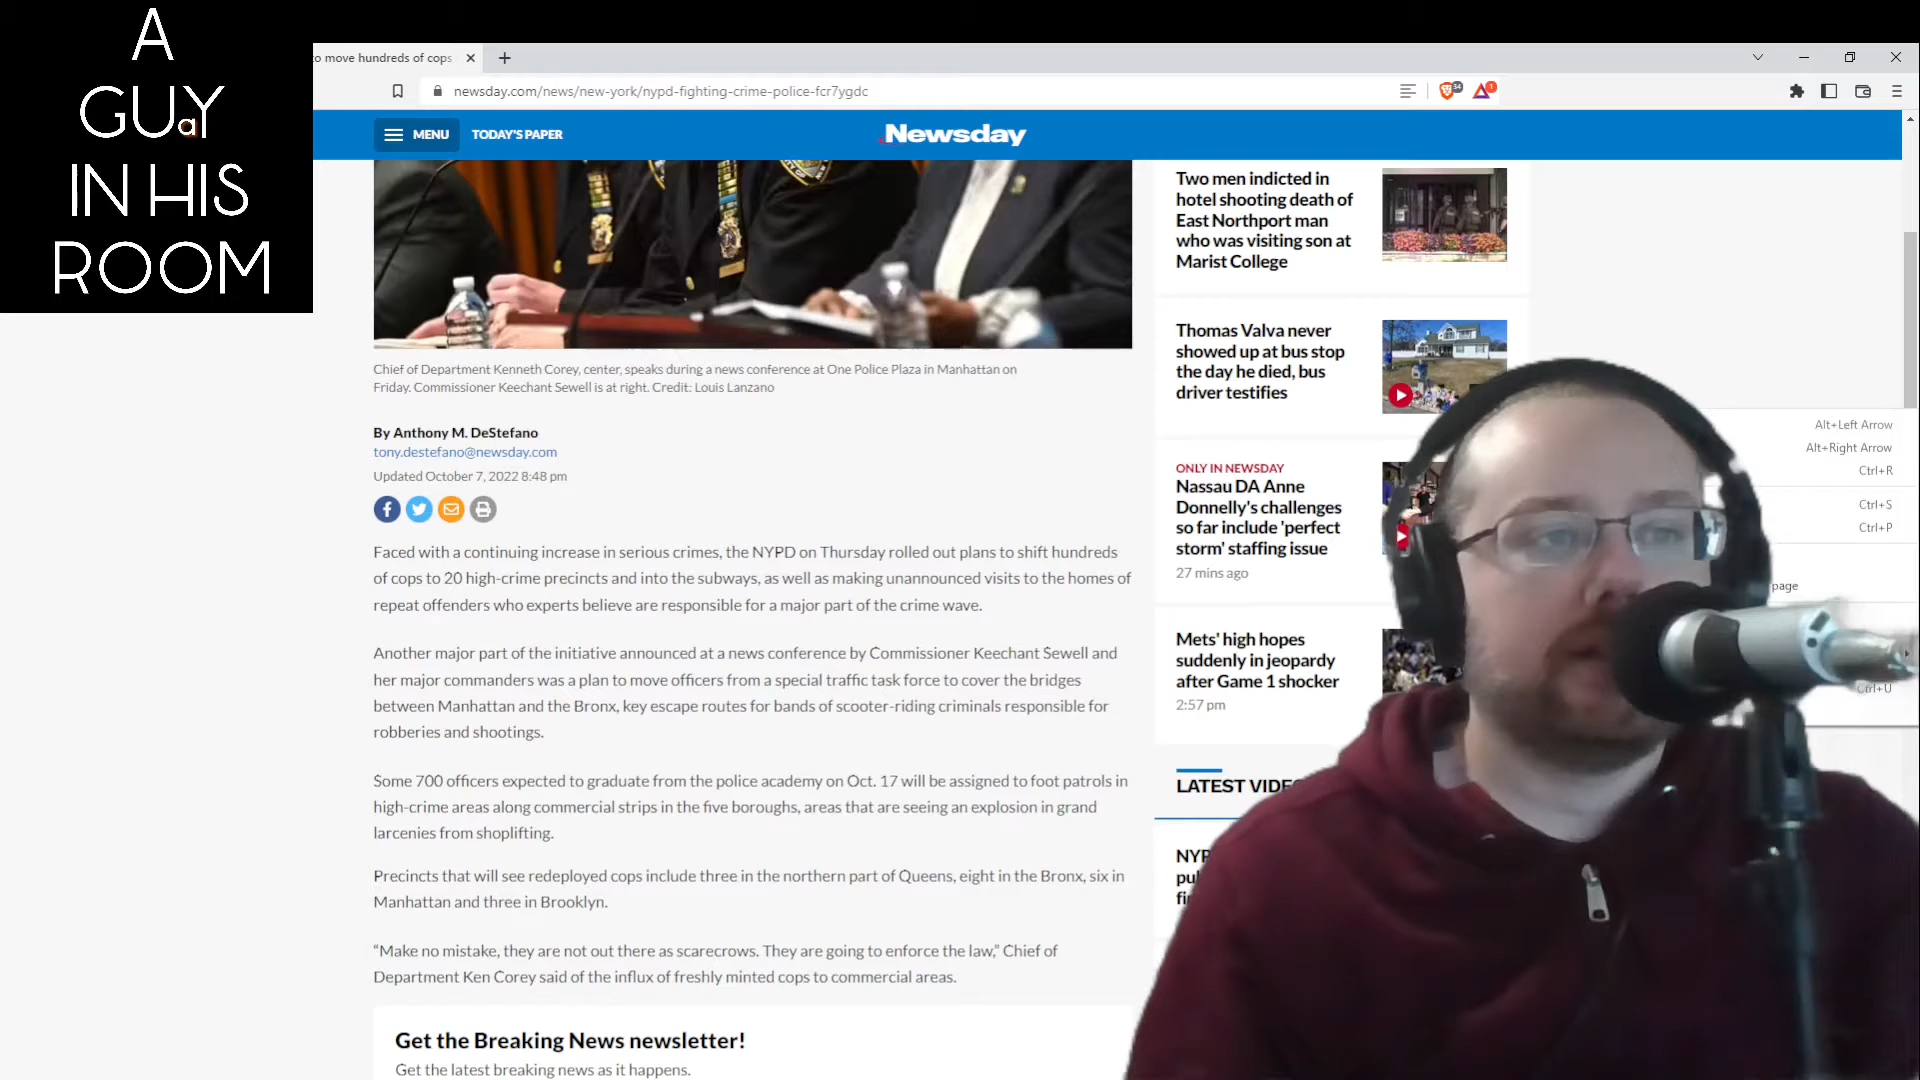 A
GUY
a
IN HIS
ROOM
to move hundreds of cops
newsday.com/news/new-york/nypd-fighting-crime-police-fcr7ygdc
34
1
MENU
TODAY'S PAPER
Newsday
Chief of Department Kenneth Corey, center, speaks during a news conference at One Police Plaza in Manhattan on
Friday. Commissioner Keechant Sewell is at right. Credit: Louis Lanzano
By Anthony M. DeStefano
tony.destefano@newsday.com
Updated October 7, 2022 8:48 pm
Faced with a continuing increase in serious crimes, the NYPD on Thursday rolled out plans to shift hundreds
of cops to 20 high-crime precincts and into the subways, as well as making unannounced visits to the homes of
repeat offenders who experts believe are responsible for a major part of the crime wave.
Another major part of the initiative announced at a news conference by Commissioner Keechant Sewell and
her major commanders was a plan to move officers from a special traffic task force to cover the bridges
between Manhattan and the Bronx, key escape routes for bands of scooter-riding criminals responsible for
robberies and shootings.
Some 700 officers expected to graduate from the police academy on Oct. 17 will be assigned to foot patrols in
high-crime areas along commercial strips in the five boroughs, areas that are seeing an explosion in grand
larcenies from shoplifting.
Precincts that will see redeployed cops include three in the northern part of Queens, eight in the Bronx, six in
Manhattan and three in Brooklyn.
“Make no mistake, they are not out there as scarecrows. They are going to enforce the law,” Chief of
Department Ken Corey said of the influx of freshly minted cops to commercial areas.
Get the Breaking News newsletter!
Get the latest breaking news as it happens.
Two men indicted in
hotel shooting death of
East Northport man
who was visiting son at
Marist College
Thomas Valva never
showed up at bus stop
the day he died, bus
driver testifies
ONLY IN NEWSDAY
Nassau DA Anne
Donnelly's challenges
so far include 'perfect
storm' staffing issue
27 mins ago
Mets' high hopes
suddenly in jeopardy
after Game 1 shocker
2:57 pm
LATEST VIDE
NYP
pul
fi
Alt+Left Arrow
Alt+Right Arrow
Ctrl+R
Ctrl+S
Ctrl+P
page
Ctrl+U